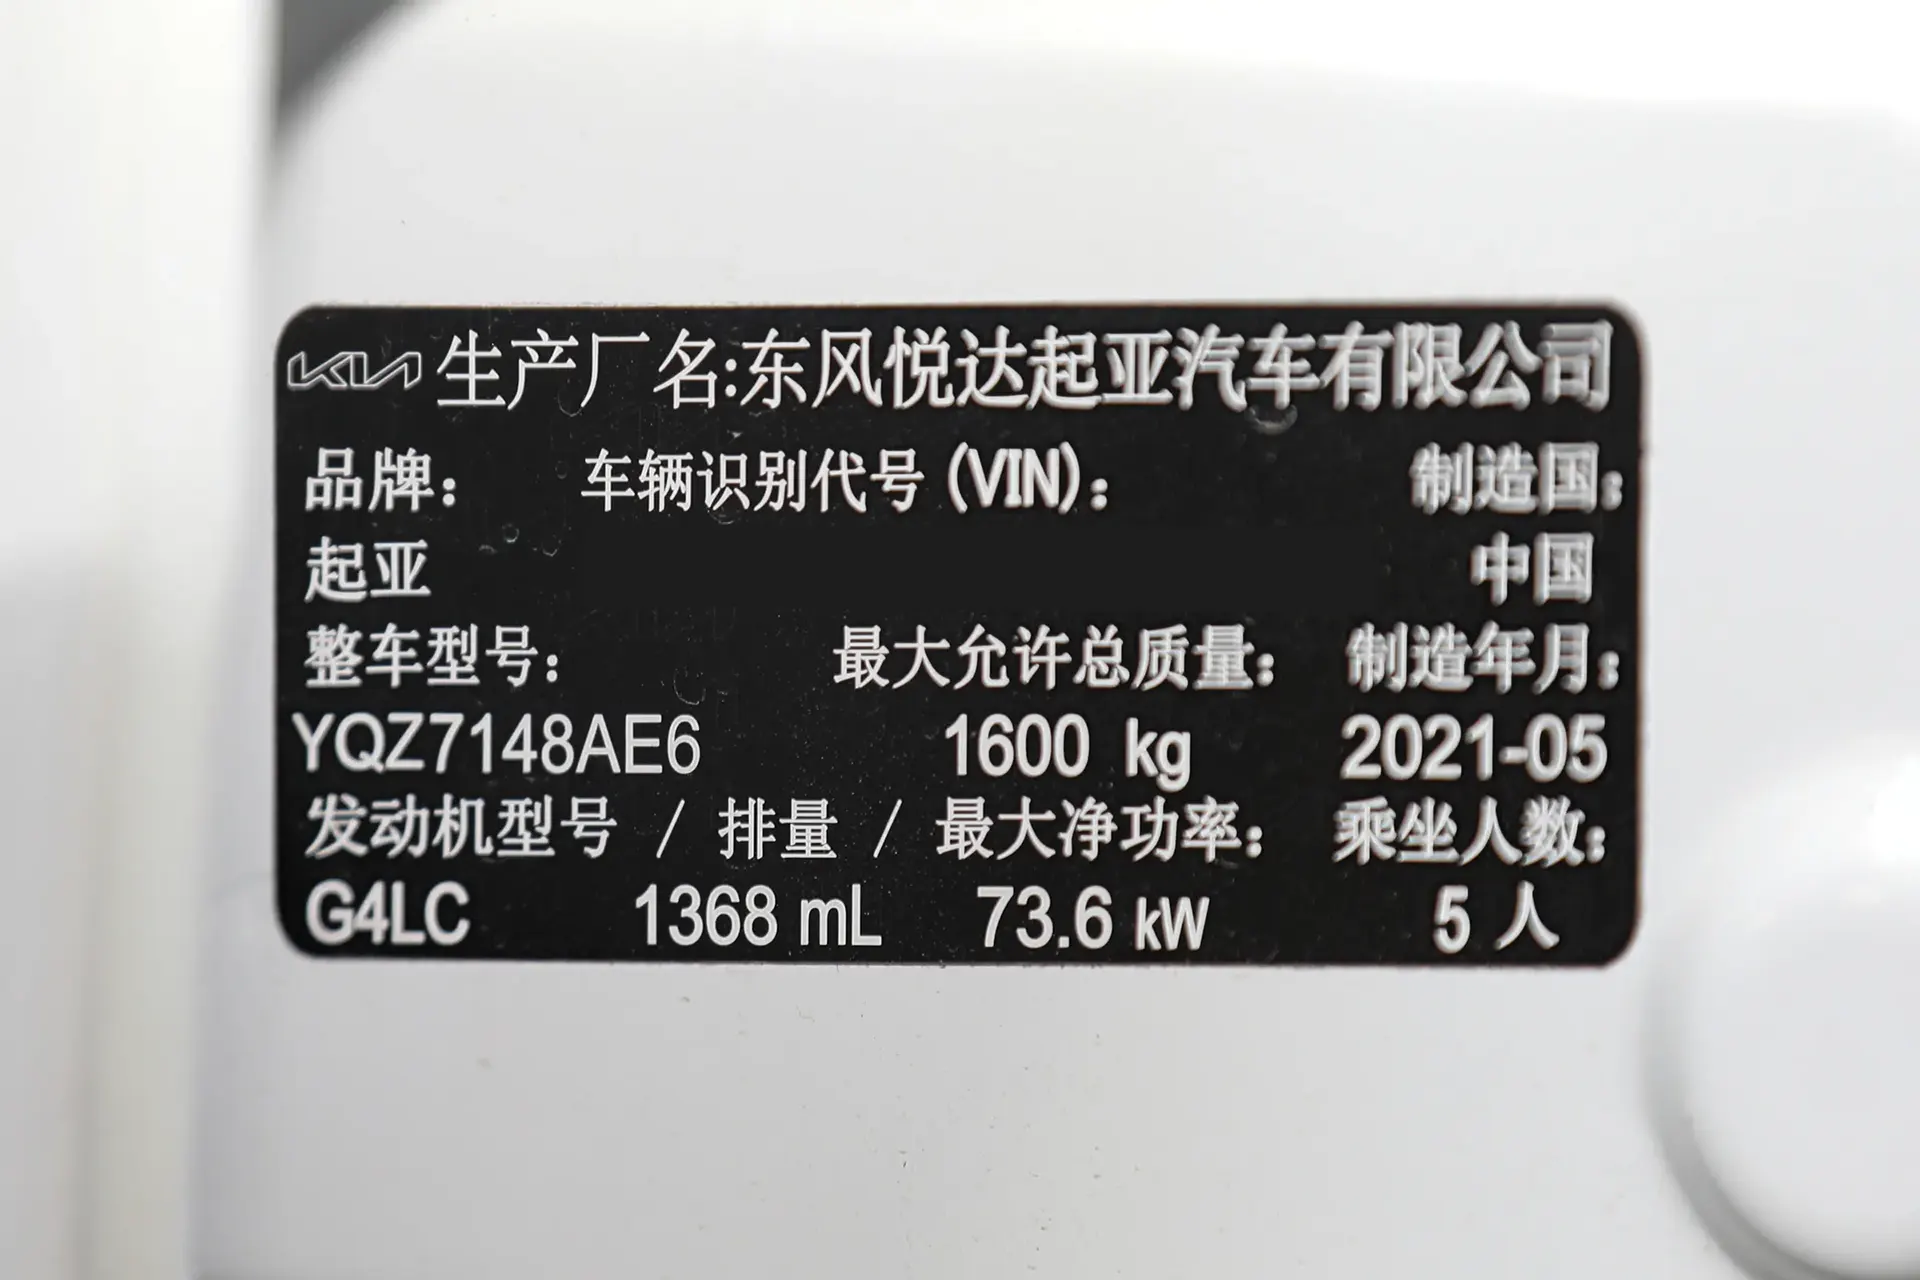 KIA 生产厂名:东风悦达起亚汽车有限公司
品牌: 车辆识别代号(VIN): 制造国:
起亚 中国
整车型号: 最大允许总质量: 制造年月:
YQZ7148AE6 1600 kg 2021-05
发动机型号 / 排量 / 最大净功率: 乘坐人数:
G4LC 1368 mL 73.6 kW 5 人